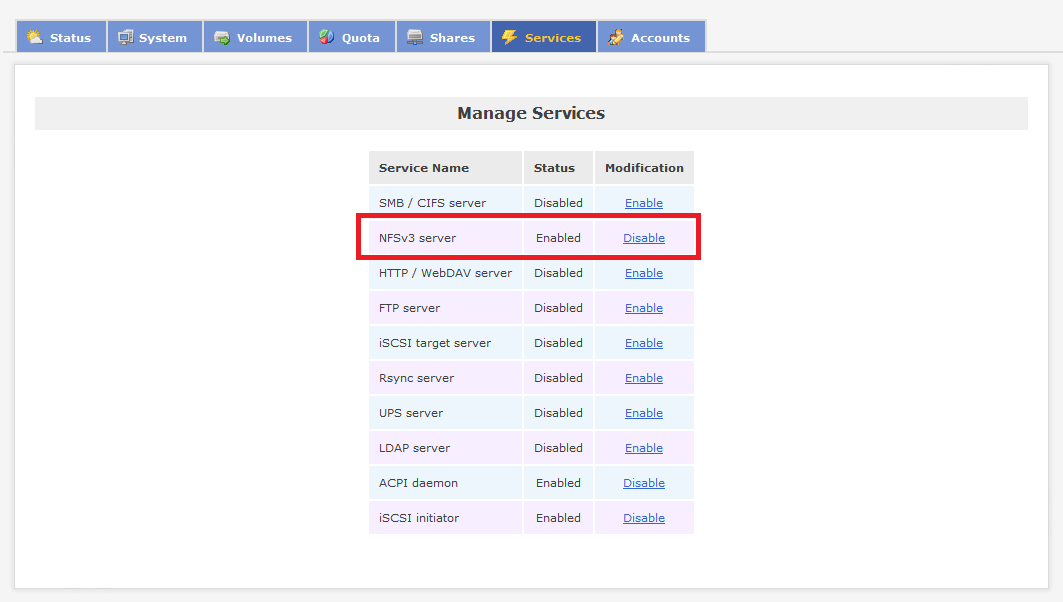 Status System Volumes Quota Shares Services Accounts
Manage Services
Service Name Status Modification
SMB / CIFS server Disabled Enable
NFSv3 server Enabled Disable
HTTP / WebDAV server Disabled Enable
FTP server Disabled Enable
iSCSI target server Disabled Enable
Rsync server Disabled Enable
UPS server Disabled Enable
LDAP server Disabled Enable
ACPI daemon Enabled Disable
iSCSI initiator Enabled Disable